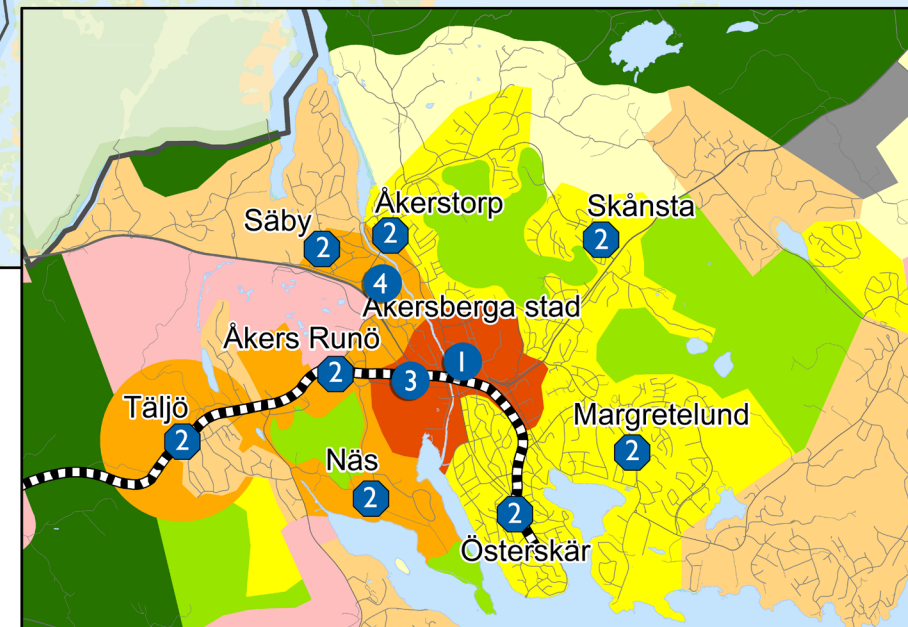 Åkerstorp
Skånsta
Säby
2
2
2
4
Åkersberga stad
Åkers Runö
1
2
3
Täljö
Margretelund
2
2
Näs
2
2
Österskär